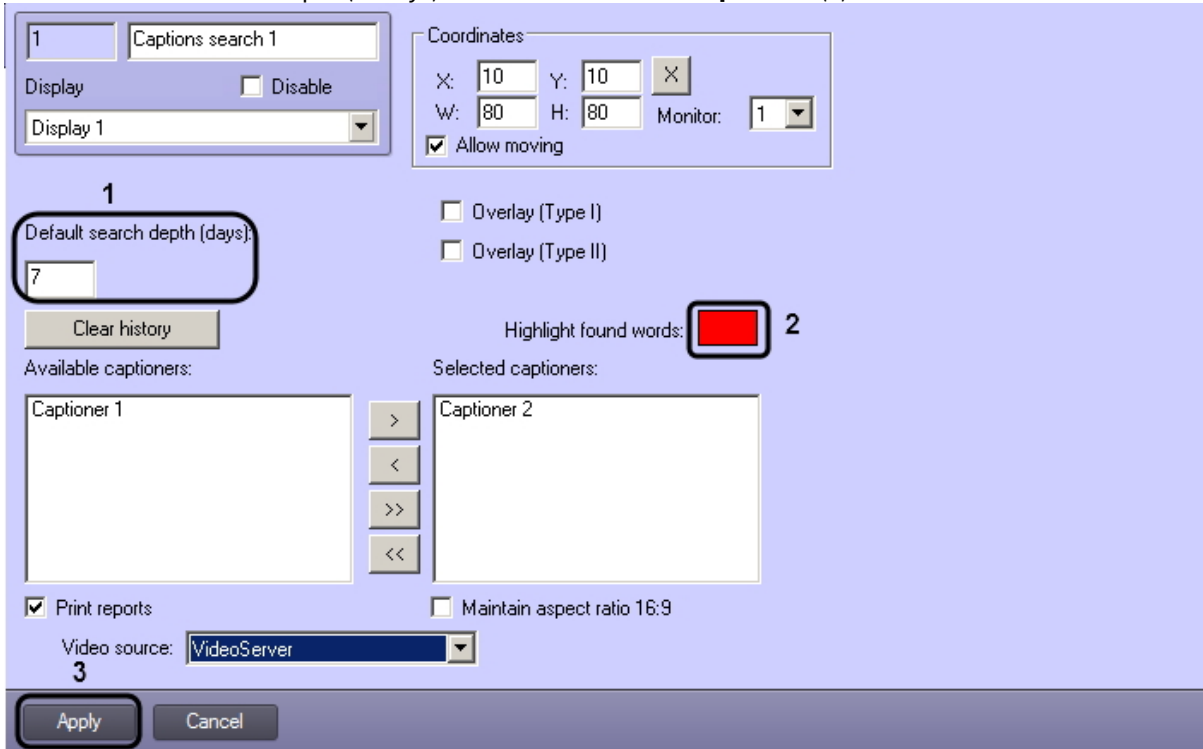 1 Captions search 1
Display Disable
Display 1
Coordinates
X: 10 Y: 10 X
W: 80 H: 80 Monitor: 1
Allow moving
1
Default search depth (days):
7
Overlay (Type I)
Overlay (Type II)
Clear history
Highlight found words: 2
Available captioners: Selected captioners:
Captioner 1
>
<
>>
<<
Captioner 2
Print reports Maintain aspect ratio 16:9
Video source: VideoServer
3
Apply Cancel